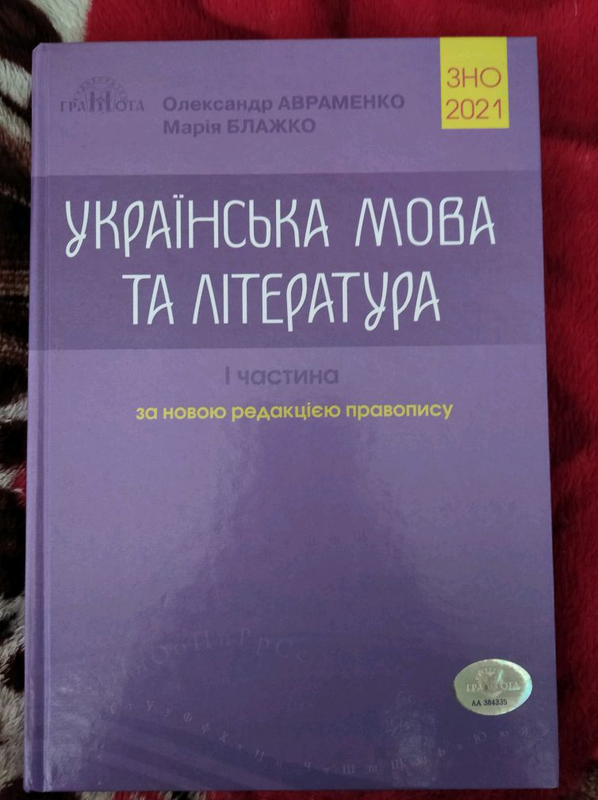 ГРАМОТА
Олександр АВРАМЕНКО
Марія БЛАЖКО
ЗНО
2021
УКРАЇНСЬКА МОВА
ТА ЛІТЕРАТУРА
І частина
за новою редакцією правопису
ГРАМОТА
АА 384335